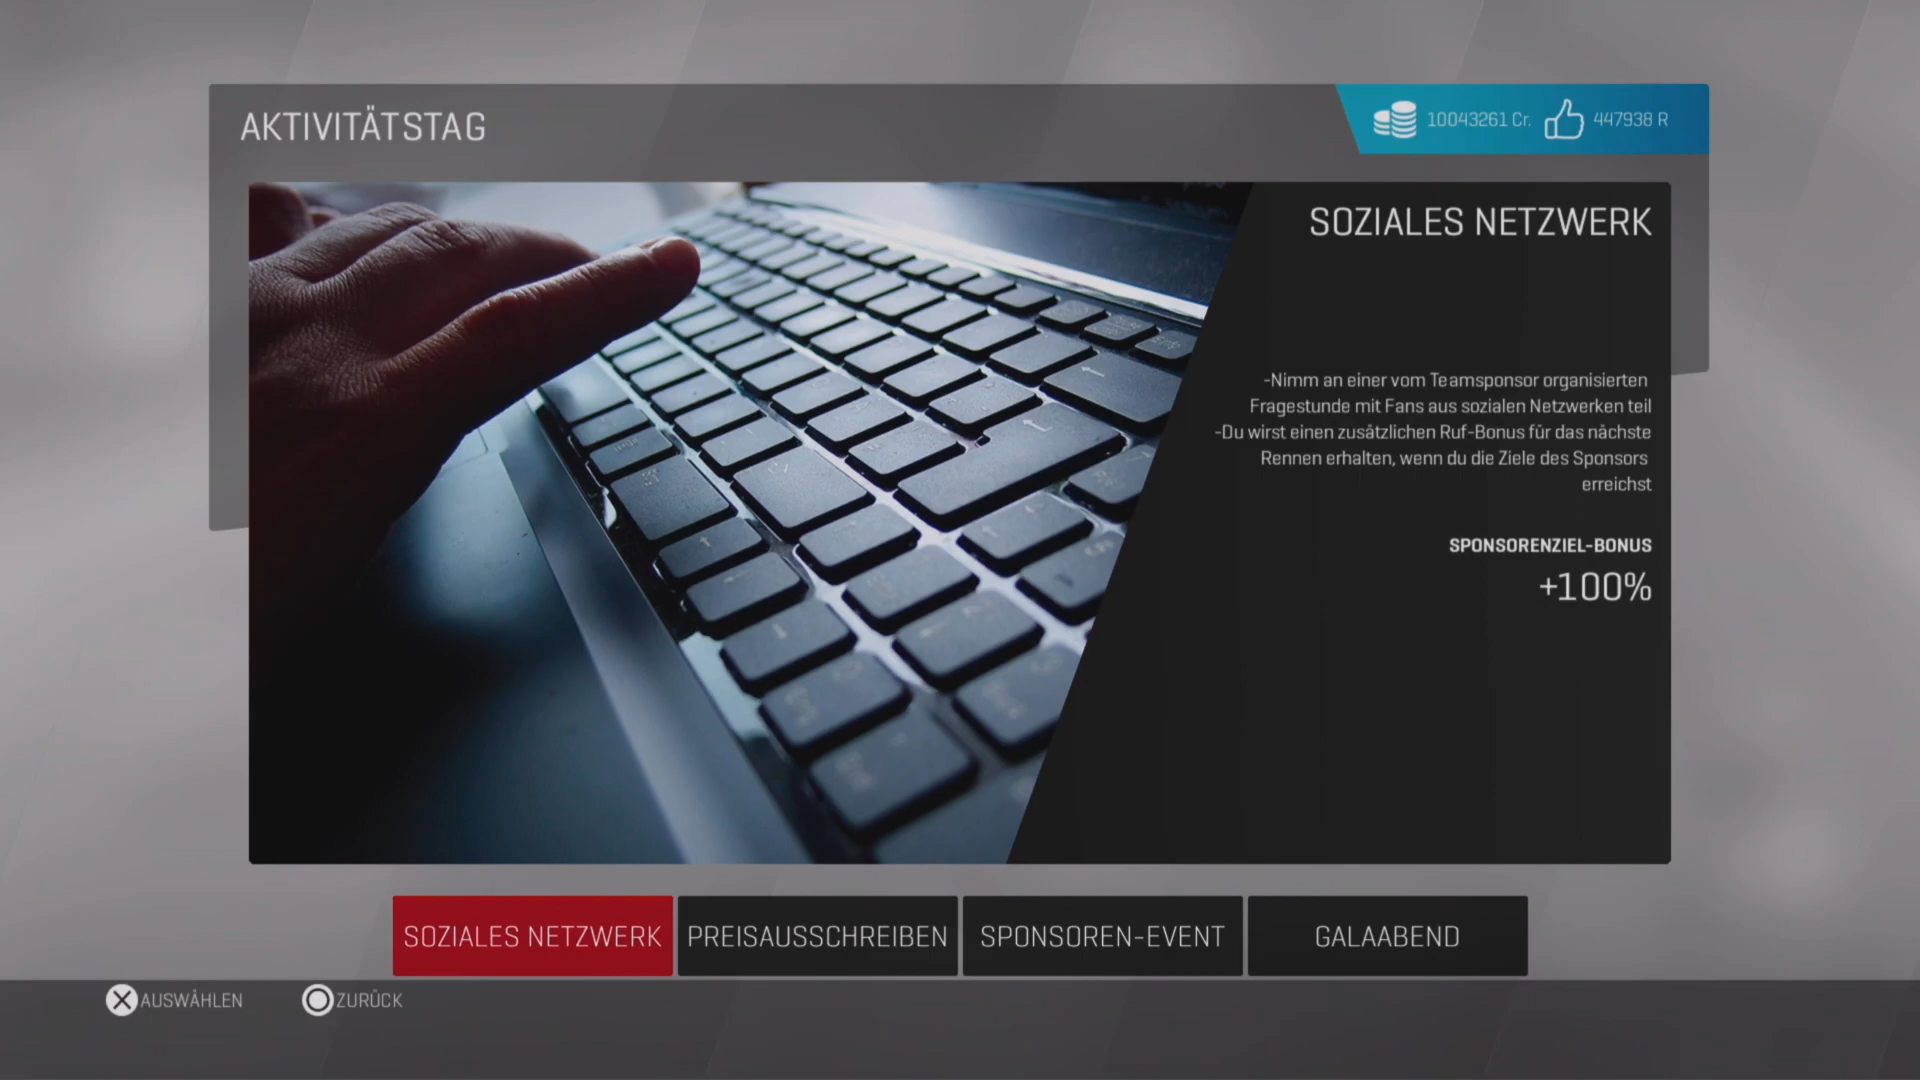 AKTIVITÄTSTAG
10043261 Cr.
447938 R
SOZIALES NETZWERK
-Nimm an einer vom Teamsponsor organisierten
Fragestunde mit Fans aus sozialen Netzwerken teil
-Du wirst einen zusätzlichen Ruf-Bonus für das nächste
Rennen erhalten, wenn du die Ziele des Sponsors
erreichst
SPONSORENZIEL-BONUS
+100%
SOZIALES NETZWERK
PREISAUSSCHREIBEN
SPONSOREN-EVENT
GALAABEND
AUSWÄHLEN
ZURÜCK